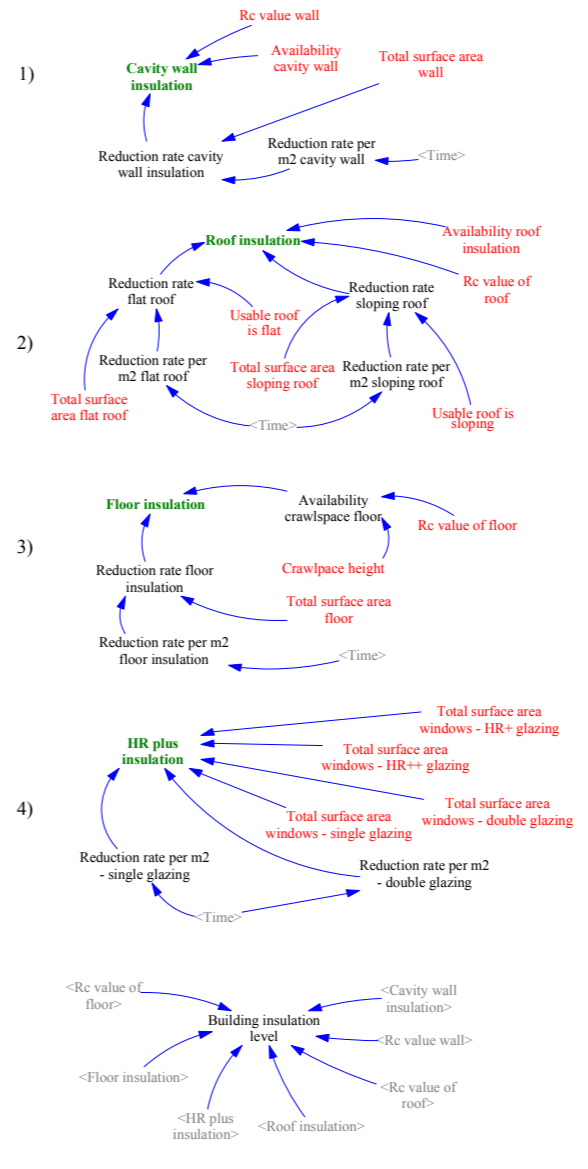 Rc value wall
1)
Availability
cavity wall
Total surface area
wall
Cavity wall
insulation
Reduction rate cavity
wall insulation
Reduction rate per
m2 cavity wall
<Time>
2)
Roof insulation
Availability roof
insulation
Reduction rate
flat roof
Reduction rate
sloping roof
Rc value of
roof
Usable roof
is flat
Reduction rate per
m2 flat roof
Total surface area
sloping roof
Reduction rate per
m2 sloping roof
Total surface
area flat roof
<Time>
Usable roof is
sloping
3)
Floor insulation
Availability
crawlspace floor
Rc value of floor
Reduction rate floor
insulation
Crawlpace height
Total surface area
floor
Reduction rate per m2
floor insulation
<Time>
4)
HR plus
insulation
Total surface area
windows - HR+ glazing
Total surface area
windows - HR++ glazing
Total surface area
windows - double glazing
Total surface area
windows - single glazing
Reduction rate per m2
- single glazing
Reduction rate per m2
- double glazing
<Time>
<Rc value of
floor>
<Cavity wall
insulation>
Building insulation
level
<Rc value wall>
<Floor insulation>
<Rc value of
roof>
<HR plus
insulation>
<Roof insulation>